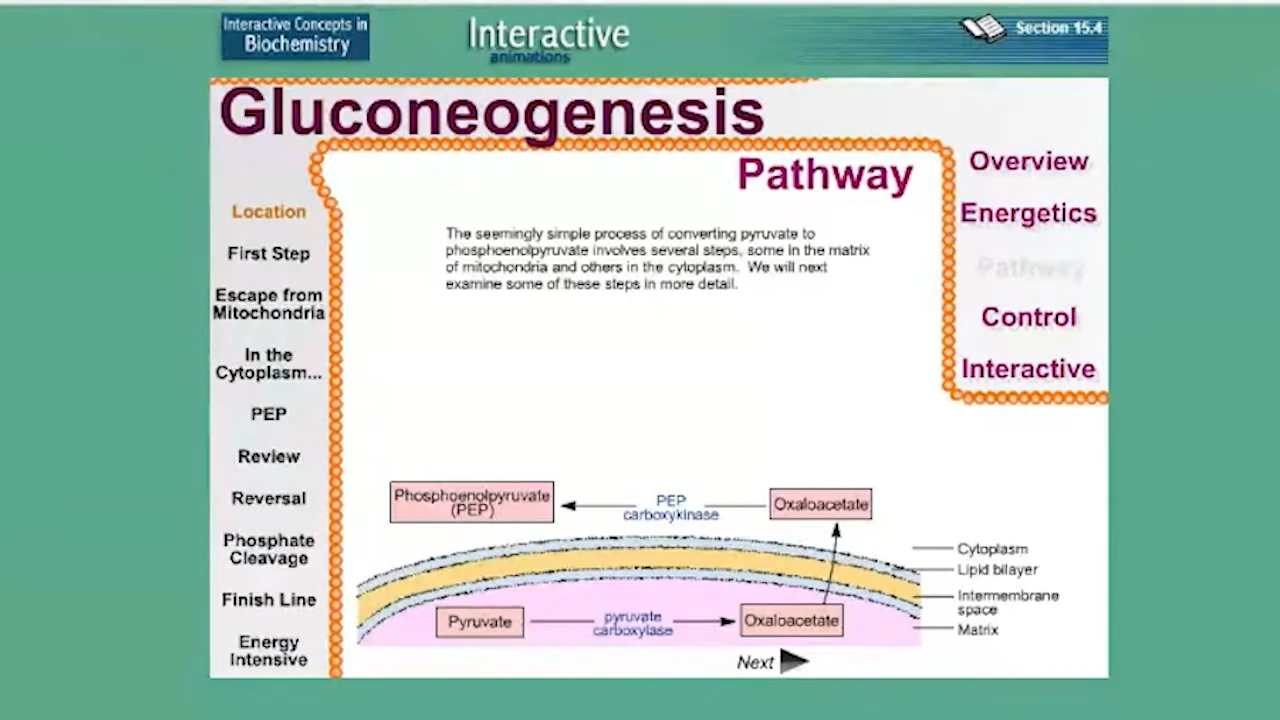 Interactive Concepts in
Biochemistry
Interactive
animations
Section 15.4
Gluconeogenesis
Pathway
Overview
Energetics
Pathway
Control
Interactive
Location
First Step
Escape from
Mitochondria
In the
Cytoplasm...
PEP
Review
Reversal
Phosphate
Cleavage
Finish Line
Energy
Intensive
The seemingly simple process of converting pyruvate to
phosphoenolpyruvate involves several steps, some in the matrix
of mitochondria and others in the cytoplasm. We will next
examine some of these steps in more detail.
Phosphoenolpyruvate
(PEP)
PEP
carboxykinase
Oxaloacetate
Cytoplasm
Lipid bilayer
Intermembrane
space
Matrix
Pyruvate
pyruvate
carboxylase
Oxaloacetate
Next